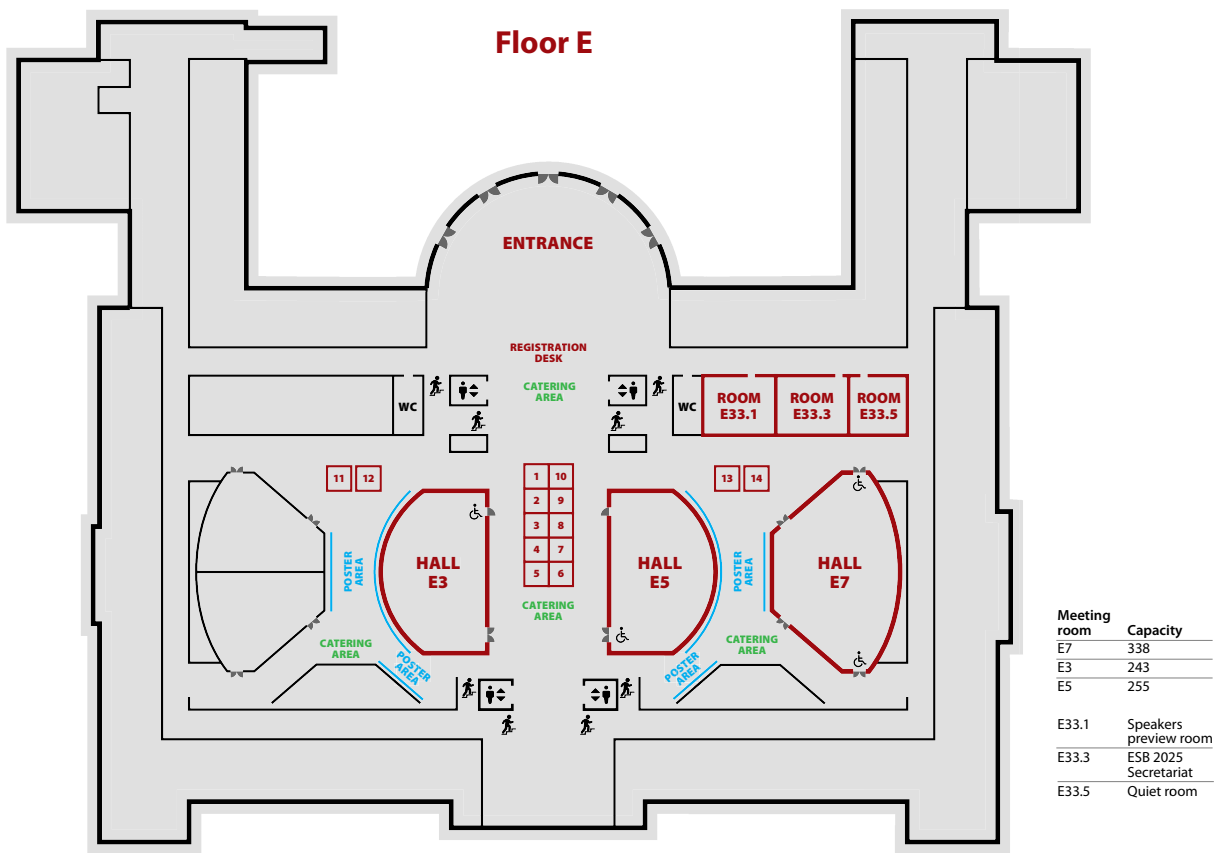 Floor E
ENTRANCE
REGISTRATION
DESK
CATERING
AREA
WC
WC
ROOM
E33.1
ROOM
E33.3
ROOM
E33.5
11
12
1
10
2
9
3
8
4
7
5
6
13
14
POSTER
AREA
HALL
E3
HALL
E5
POSTER
AREA
HALL
E7
CATERING
AREA
CATERING
AREA
POSTER
AREA
POSTER
AREA
CATERING
AREA
Meeting
room
Capacity
E7 338
E3 243
E5 255
E33.1 Speakers
preview room
E33.3 ESB 2025
Secretariat
E33.5 Quiet room